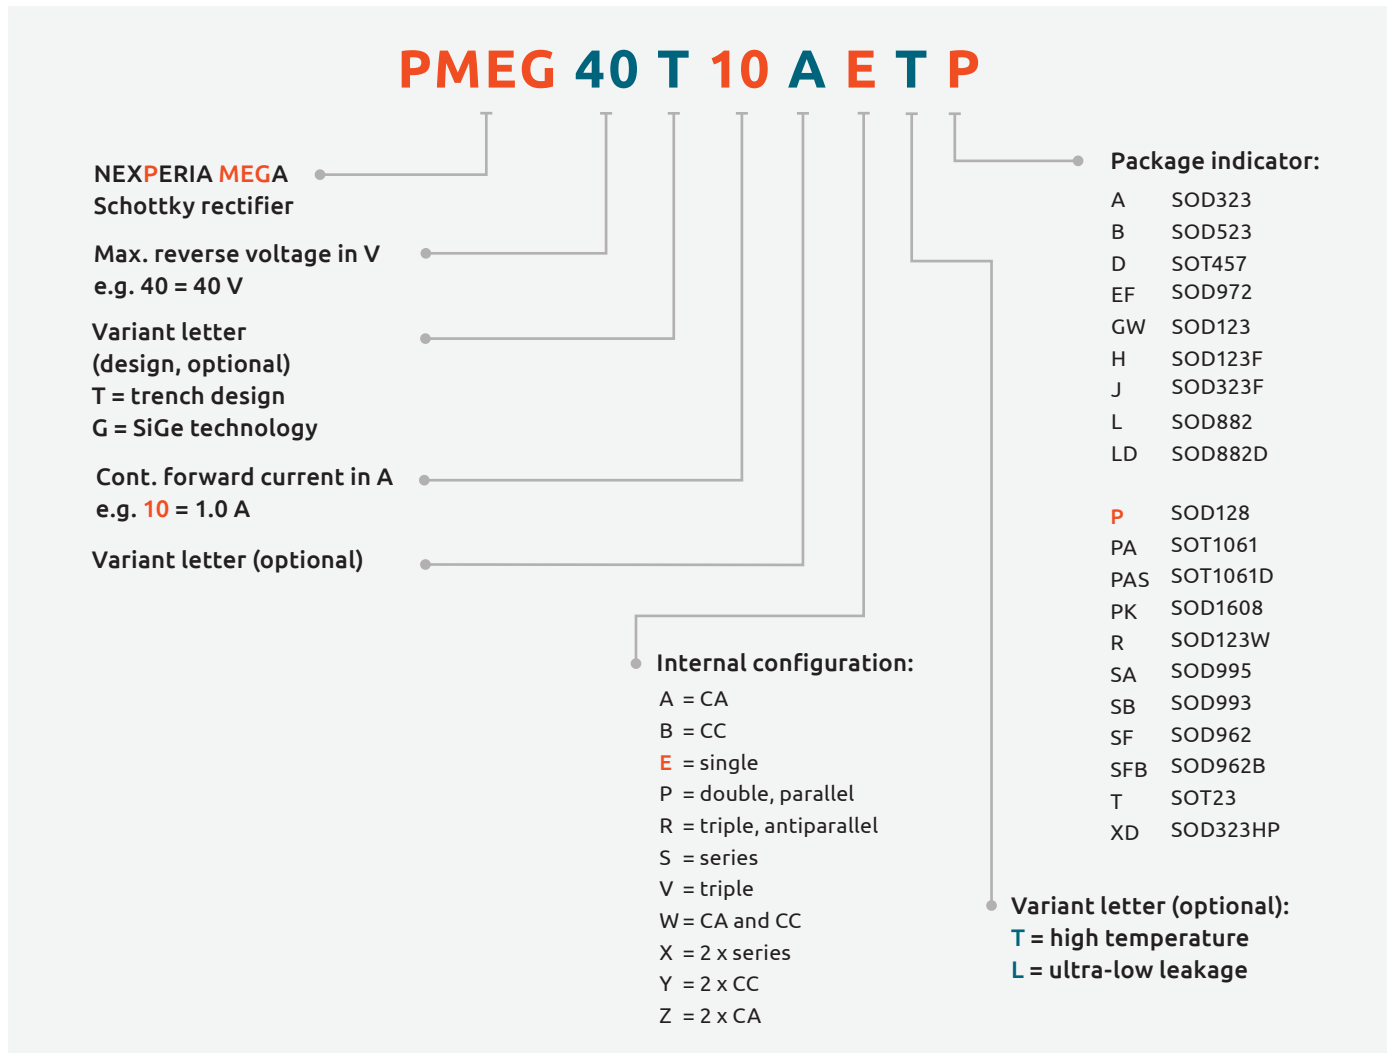 PMEG 40 T 10 A E T P
NEXPERIA MEGA
Schottky rectifier
Max. reverse voltage in V
e.g. 40 = 40 V
Variant letter
(design, optional)
T = trench design
G = SiGe technology
Cont. forward current in A
e.g. 10 = 1.0 A
Variant letter (optional)
Internal configuration:
A = CA
B = CC
E = single
P = double, parallel
R = triple, antiparallel
S = series
V = triple
W = CA and CC
X = 2 x series
Y = 2 x CC
Z = 2 x CA
Package indicator:
A SOD323
B SOD523
D SOT457
EF SOD972
GW SOD123
H SOD123F
J SOD323F
L SOD882
LD SOD882D
P SOD128
PA SOT1061
PAS SOT1061D
PK SOD1608
R SOD123W
SA SOD995
SB SOD993
SF SOD962
SFB SOD962B
T SOT23
XD SOD323HP
Variant letter (optional):
T = high temperature
L = ultra-low leakage